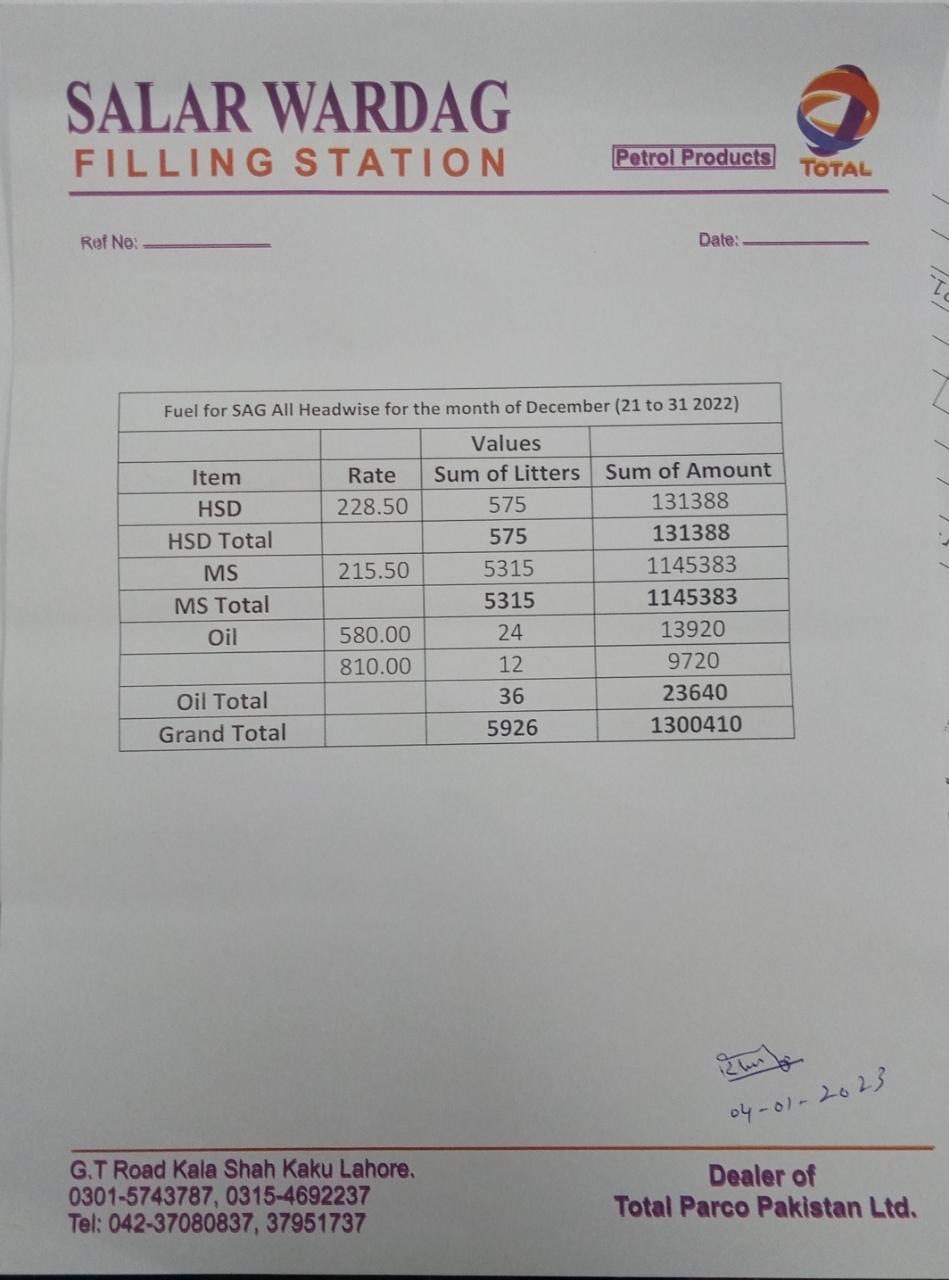 SALAR WARDAG
FILLING STATION
Petrol Products
TOTAL
Ref No:
Date:
Fuel for SAG All Headwise for the month of December (21 to 31 2022)
Values
Item Rate Sum of Litters Sum of Amount
HSD 228.50 575 131388
HSD Total 575 131388
MS 215.50 5315 1145383
MS Total 5315 1145383
Oil 580.00 24 13920
810.00 12 9720
Oil Total 36 23640
Grand Total 5926 1300410
04-01-2023
G.T Road Kala Shah Kaku Lahore.
0301-5743787, 0315-4692237
Tel: 042-37080837, 37951737
Dealer of
Total Parco Pakistan Ltd.